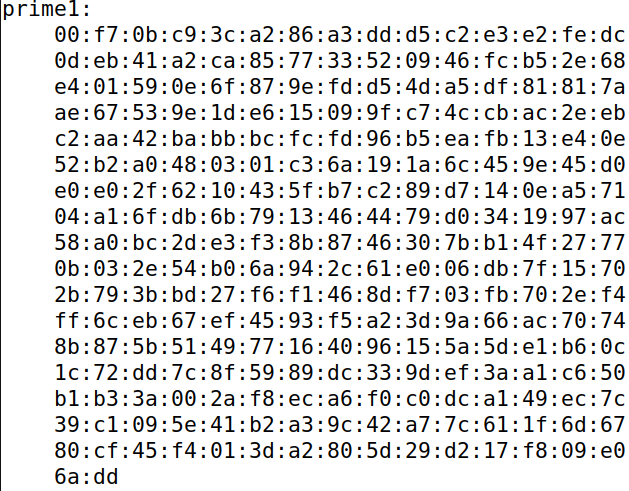 prime1:
00:f7:0b:c9:3c:a2:86:a3:dd:d5:c2:e3:e2:fe:dc
0d:eb:41:a2:ca:85:77:33:52:09:46:fc:b5:2e:68
e4:01:59:0e:6f:87:9e:fd:d5:4d:a5:df:81:81:7a
ae:67:53:9e:1d:e6:15:09:9f:c7:4c:cb:ac:2e:eb
c2:aa:42:ba:bb:bc:fc:fd:96:b5:ea:fb:13:e4:0e
52:b2:a0:48:03:01:c3:6a:19:1a:6c:45:9e:45:d0
e0:e0:2f:62:10:43:5f:b7:c2:89:d7:14:0e:a5:71
04:a1:6f:db:6b:79:13:46:44:79:d0:34:19:97:ac
58:a0:bc:2d:e3:f3:8b:87:46:30:7b:b1:4f:27:77
0b:03:2e:54:b0:6a:94:2c:61:e0:06:db:7f:15:70
2b:79:3b:bd:27:f6:f1:46:8d:f7:03:fb:70:2e:f4
ff:6c:eb:67:ef:45:93:f5:a2:3d:9a:66:ac:70:74
8b:87:5b:51:49:77:16:40:96:15:5a:5d:e1:b6:0c
1c:72:dd:7c:8f:59:89:dc:33:9d:ef:3a:a1:c6:50
b1:b3:3a:00:2a:f8:ec:a6:f0:c0:dc:a1:49:ec:7c
39:c1:09:5e:41:b2:a3:9c:42:a7:7c:61:1f:6d:67
80:cf:45:f4:01:3d:a2:80:5d:29:d2:17:f8:09:e0
6a:dd